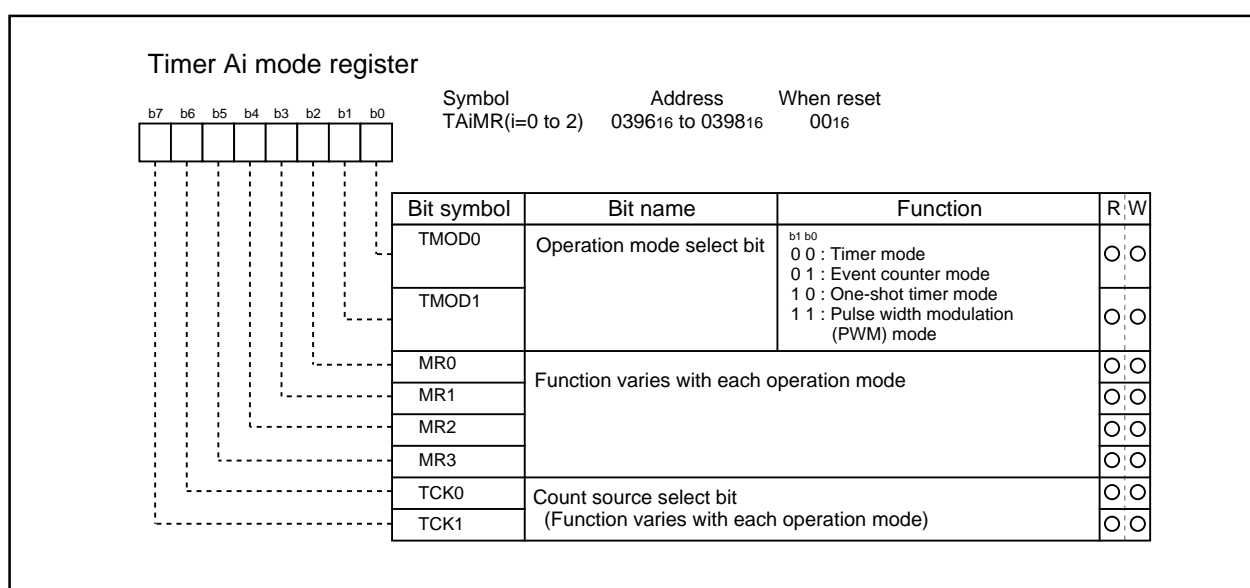 Timer Ai mode register
Symbol Address When reset
TAiMR(i=0 to 2) 039616 to 039816 0016
b7 b6 b5 b4 b3 b2 b1 b0
Bit symbol Bit name Function R W
TMOD0 Operation mode select bit b1 b0
0 0 : Timer mode
0 1 : Event counter mode
TMOD1 1 0 : One-shot timer mode
1 1 : Pulse width modulation
(PWM) mode
MR0 Function varies with each operation mode
MR1
MR2
MR3
TCK0 Count source select bit
TCK1 (Function varies with each operation mode)